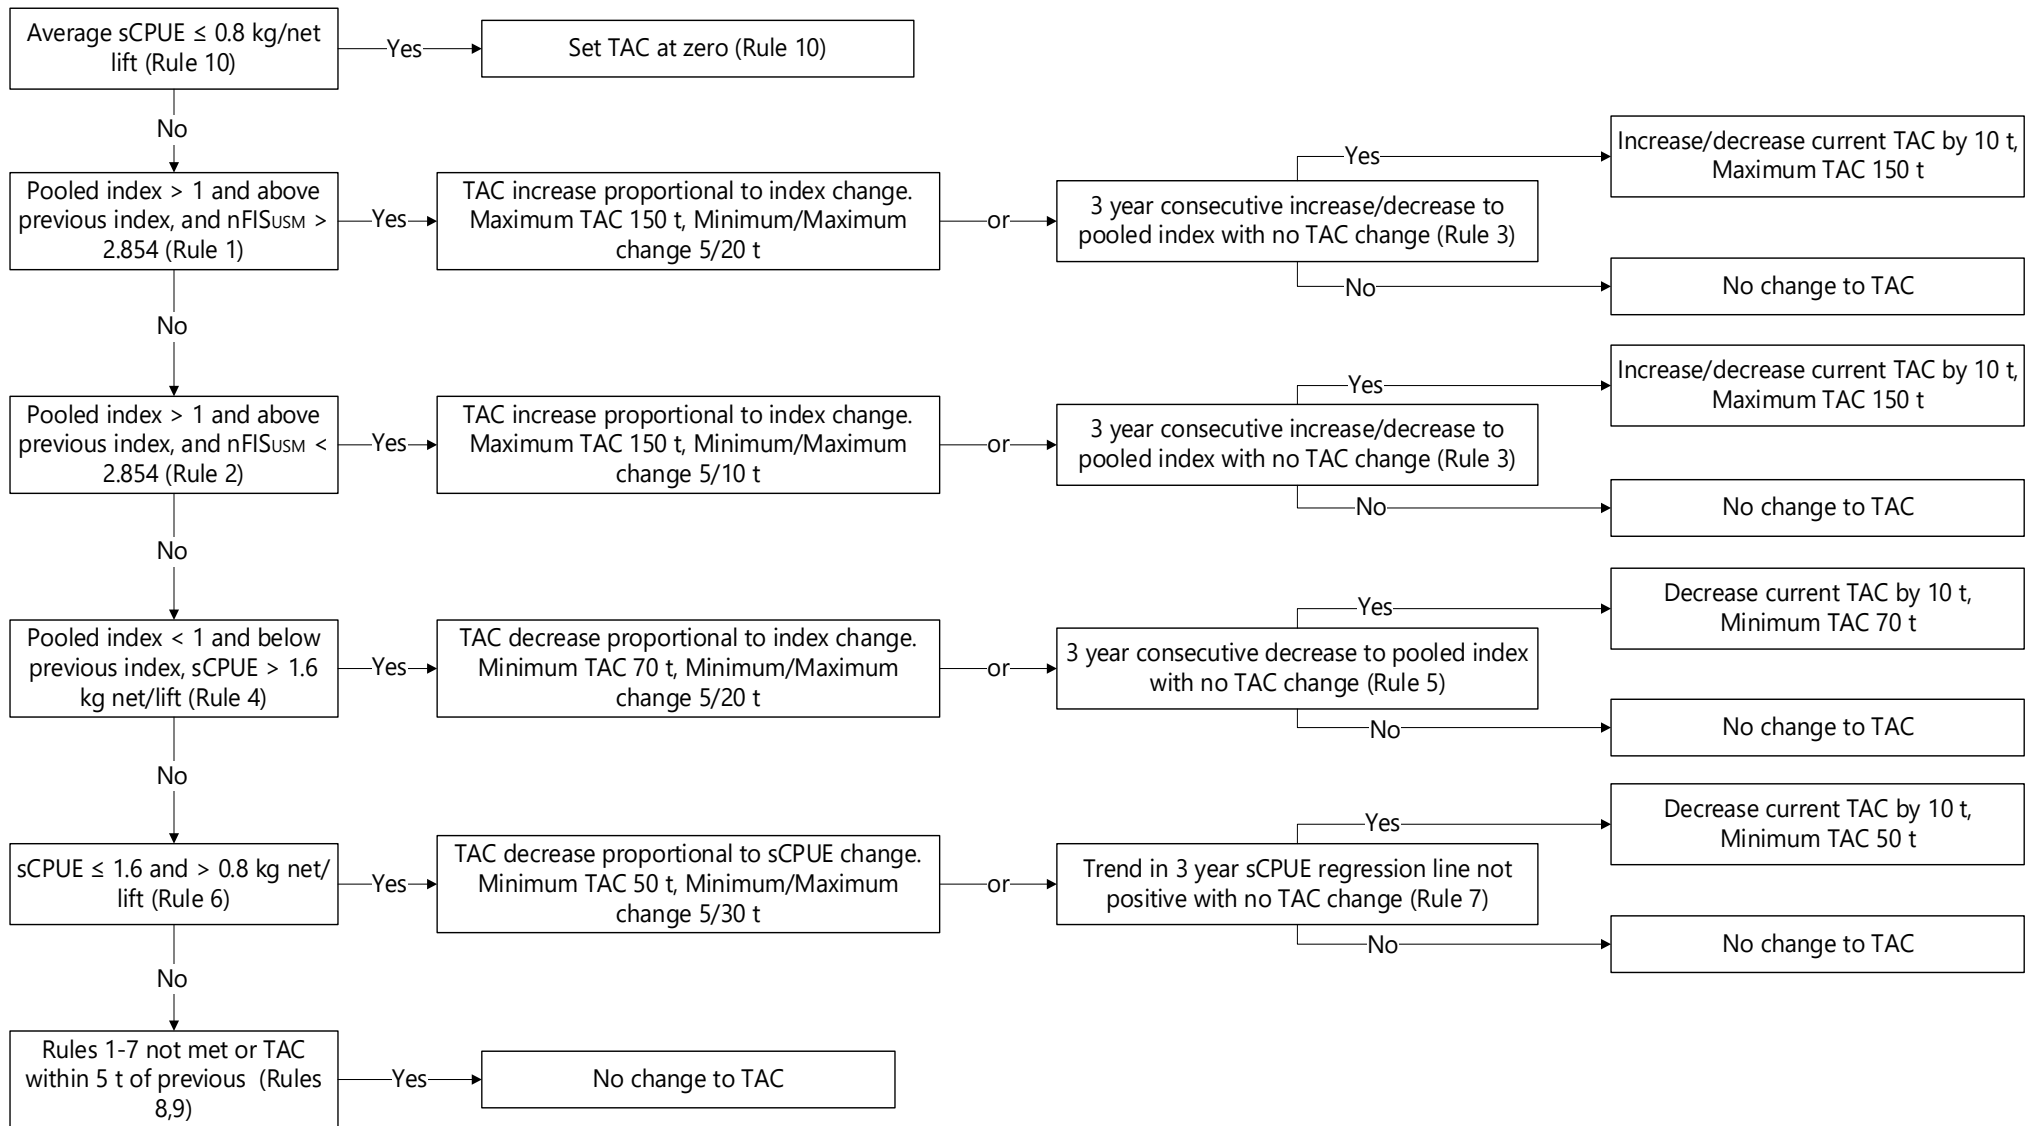 Average sCPUE ≤ 0.8 kg/net
lift (Rule 10)
Yes
Set TAC at zero (Rule 10)
No
Pooled index > 1 and above
previous index, and nFISUSM >
2.854 (Rule 1)
Yes
TAC increase proportional to index change.
Maximum TAC 150 t, Minimum/Maximum
change 5/20 t
or
3 year consecutive increase/decrease to
pooled index with no TAC change (Rule 3)
Yes
Increase/decrease current TAC by 10 t,
Maximum TAC 150 t
No
No change to TAC
No
Pooled index > 1 and above
previous index, and nFISUSM <
2.854 (Rule 2)
Yes
TAC increase proportional to index change.
Maximum TAC 150 t, Minimum/Maximum
change 5/10 t
or
3 year consecutive increase/decrease to
pooled index with no TAC change (Rule 3)
Yes
Increase/decrease current TAC by 10 t,
Maximum TAC 150 t
No
No change to TAC
No
Pooled index < 1 and below
previous index, sCPUE > 1.6
kg net/lift (Rule 4)
Yes
TAC decrease proportional to index change.
Minimum TAC 70 t, Minimum/Maximum
change 5/20 t
or
3 year consecutive decrease to pooled index
with no TAC change (Rule 5)
Yes
Decrease current TAC by 10 t,
Minimum TAC 70 t
No
No change to TAC
No
sCPUE ≤ 1.6 and > 0.8 kg net/
lift (Rule 6)
Yes
TAC decrease proportional to sCPUE change.
Minimum TAC 50 t, Minimum/Maximum
change 5/30 t
or
Trend in 3 year sCPUE regression line not
positive with no TAC change (Rule 7)
Yes
Decrease current TAC by 10 t,
Minimum TAC 50 t
No
No change to TAC
No
Rules 1-7 not met or TAC
within 5 t of previous (Rules
8,9)
Yes
No change to TAC